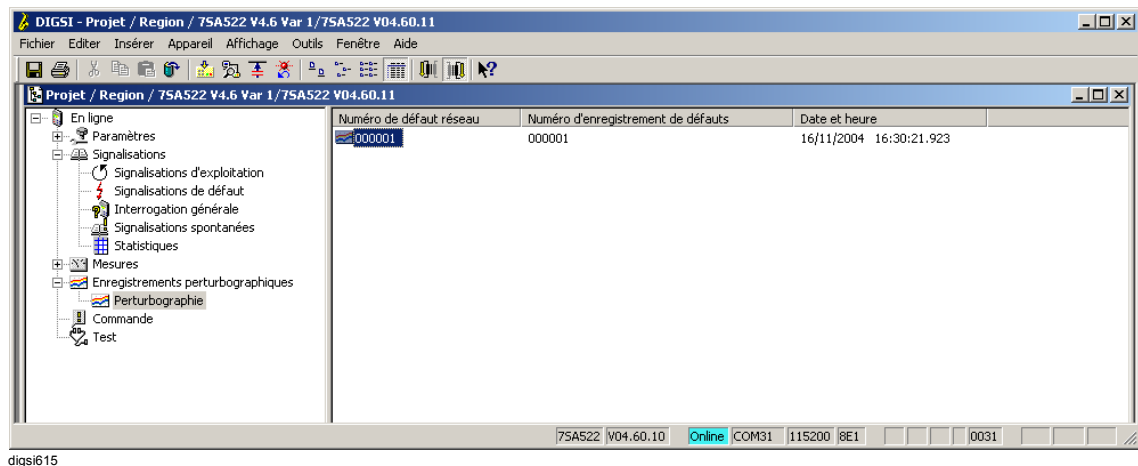 DIGSI - Projet / Region / 7SA522 V4.6 Var 1/7SA522 V04.60.11
Fichier Editer Insérer Appareil Affichage Outils Fenêtre Aide
Projet / Region / 7SA522 V4.6 Var 1/7SA522 V04.60.11
En ligne
Paramètres
Signalisations
Signalisations d'exploitation
Signalisations de défaut
Interrogation générale
Signalisations spontanées
Statistiques
Mesures
Enregistrements perturbographiques
Perturbographie
Commande
Test
Numéro de défaut réseau Numéro d'enregistrement de défauts Date et heure
000001 000001 16/11/2004 16:30:21.923
7SA522 V04.60.10 Online COM31 115200 8E1 0031
digsi615